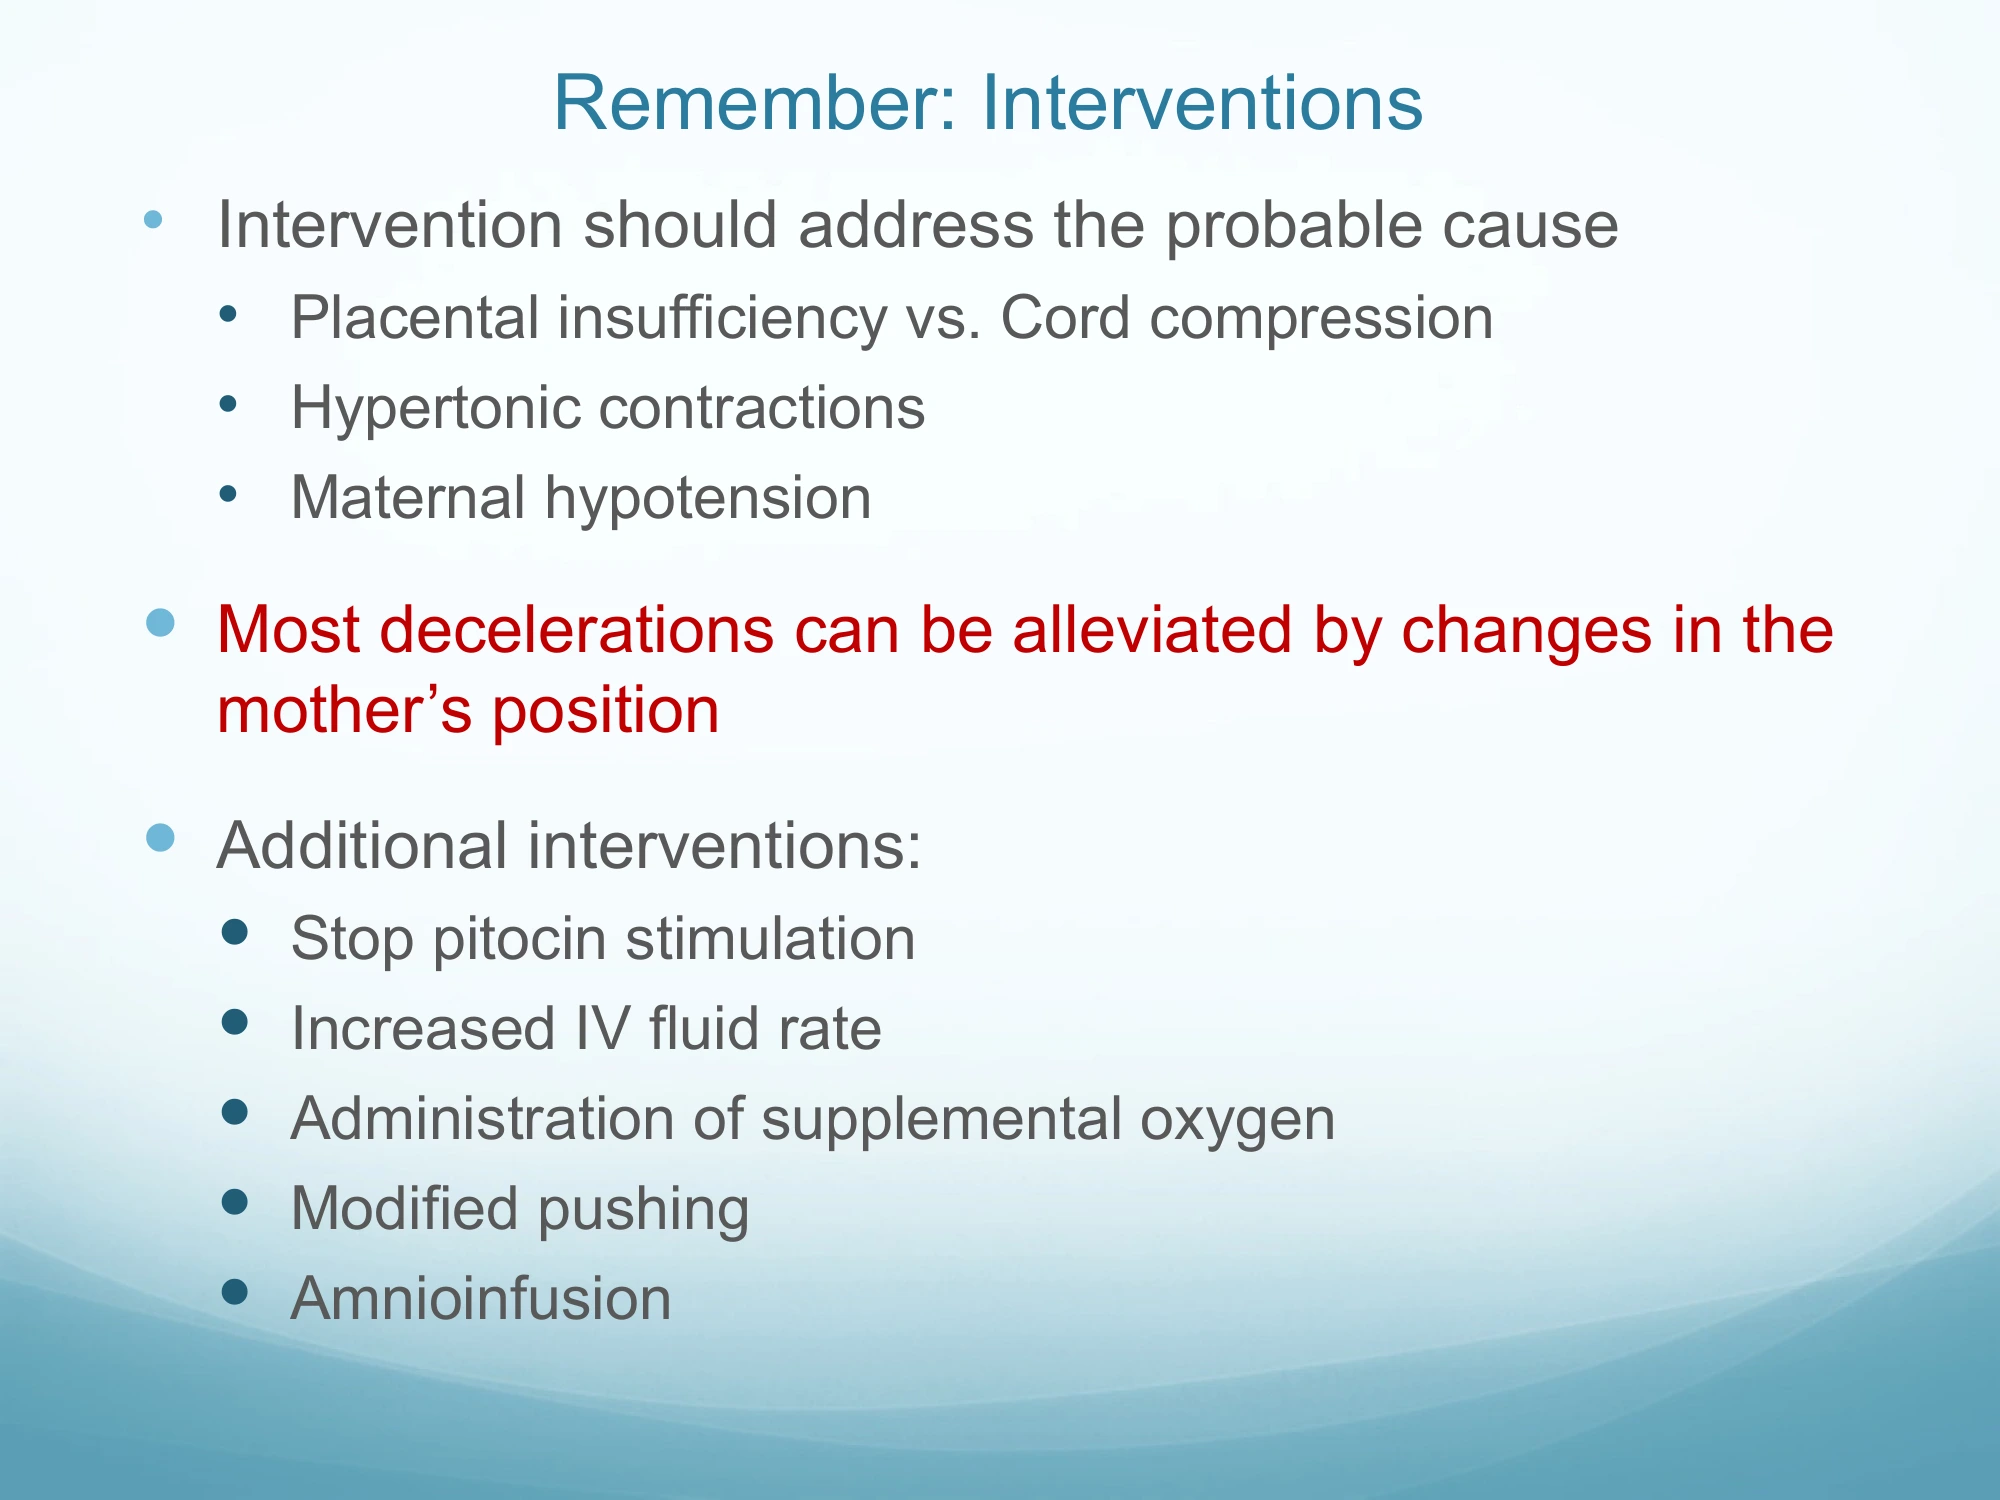 Remember: Interventions
• Intervention should address the probable cause
• Placental insufficiency vs. Cord compression
• Hypertonic contractions
• Maternal hypotension
• Most decelerations can be alleviated by changes in the
mother’s position
• Additional interventions:
• Stop pitocin stimulation
• Increased IV fluid rate
• Administration of supplemental oxygen
• Modified pushing
• Amnioinfusion